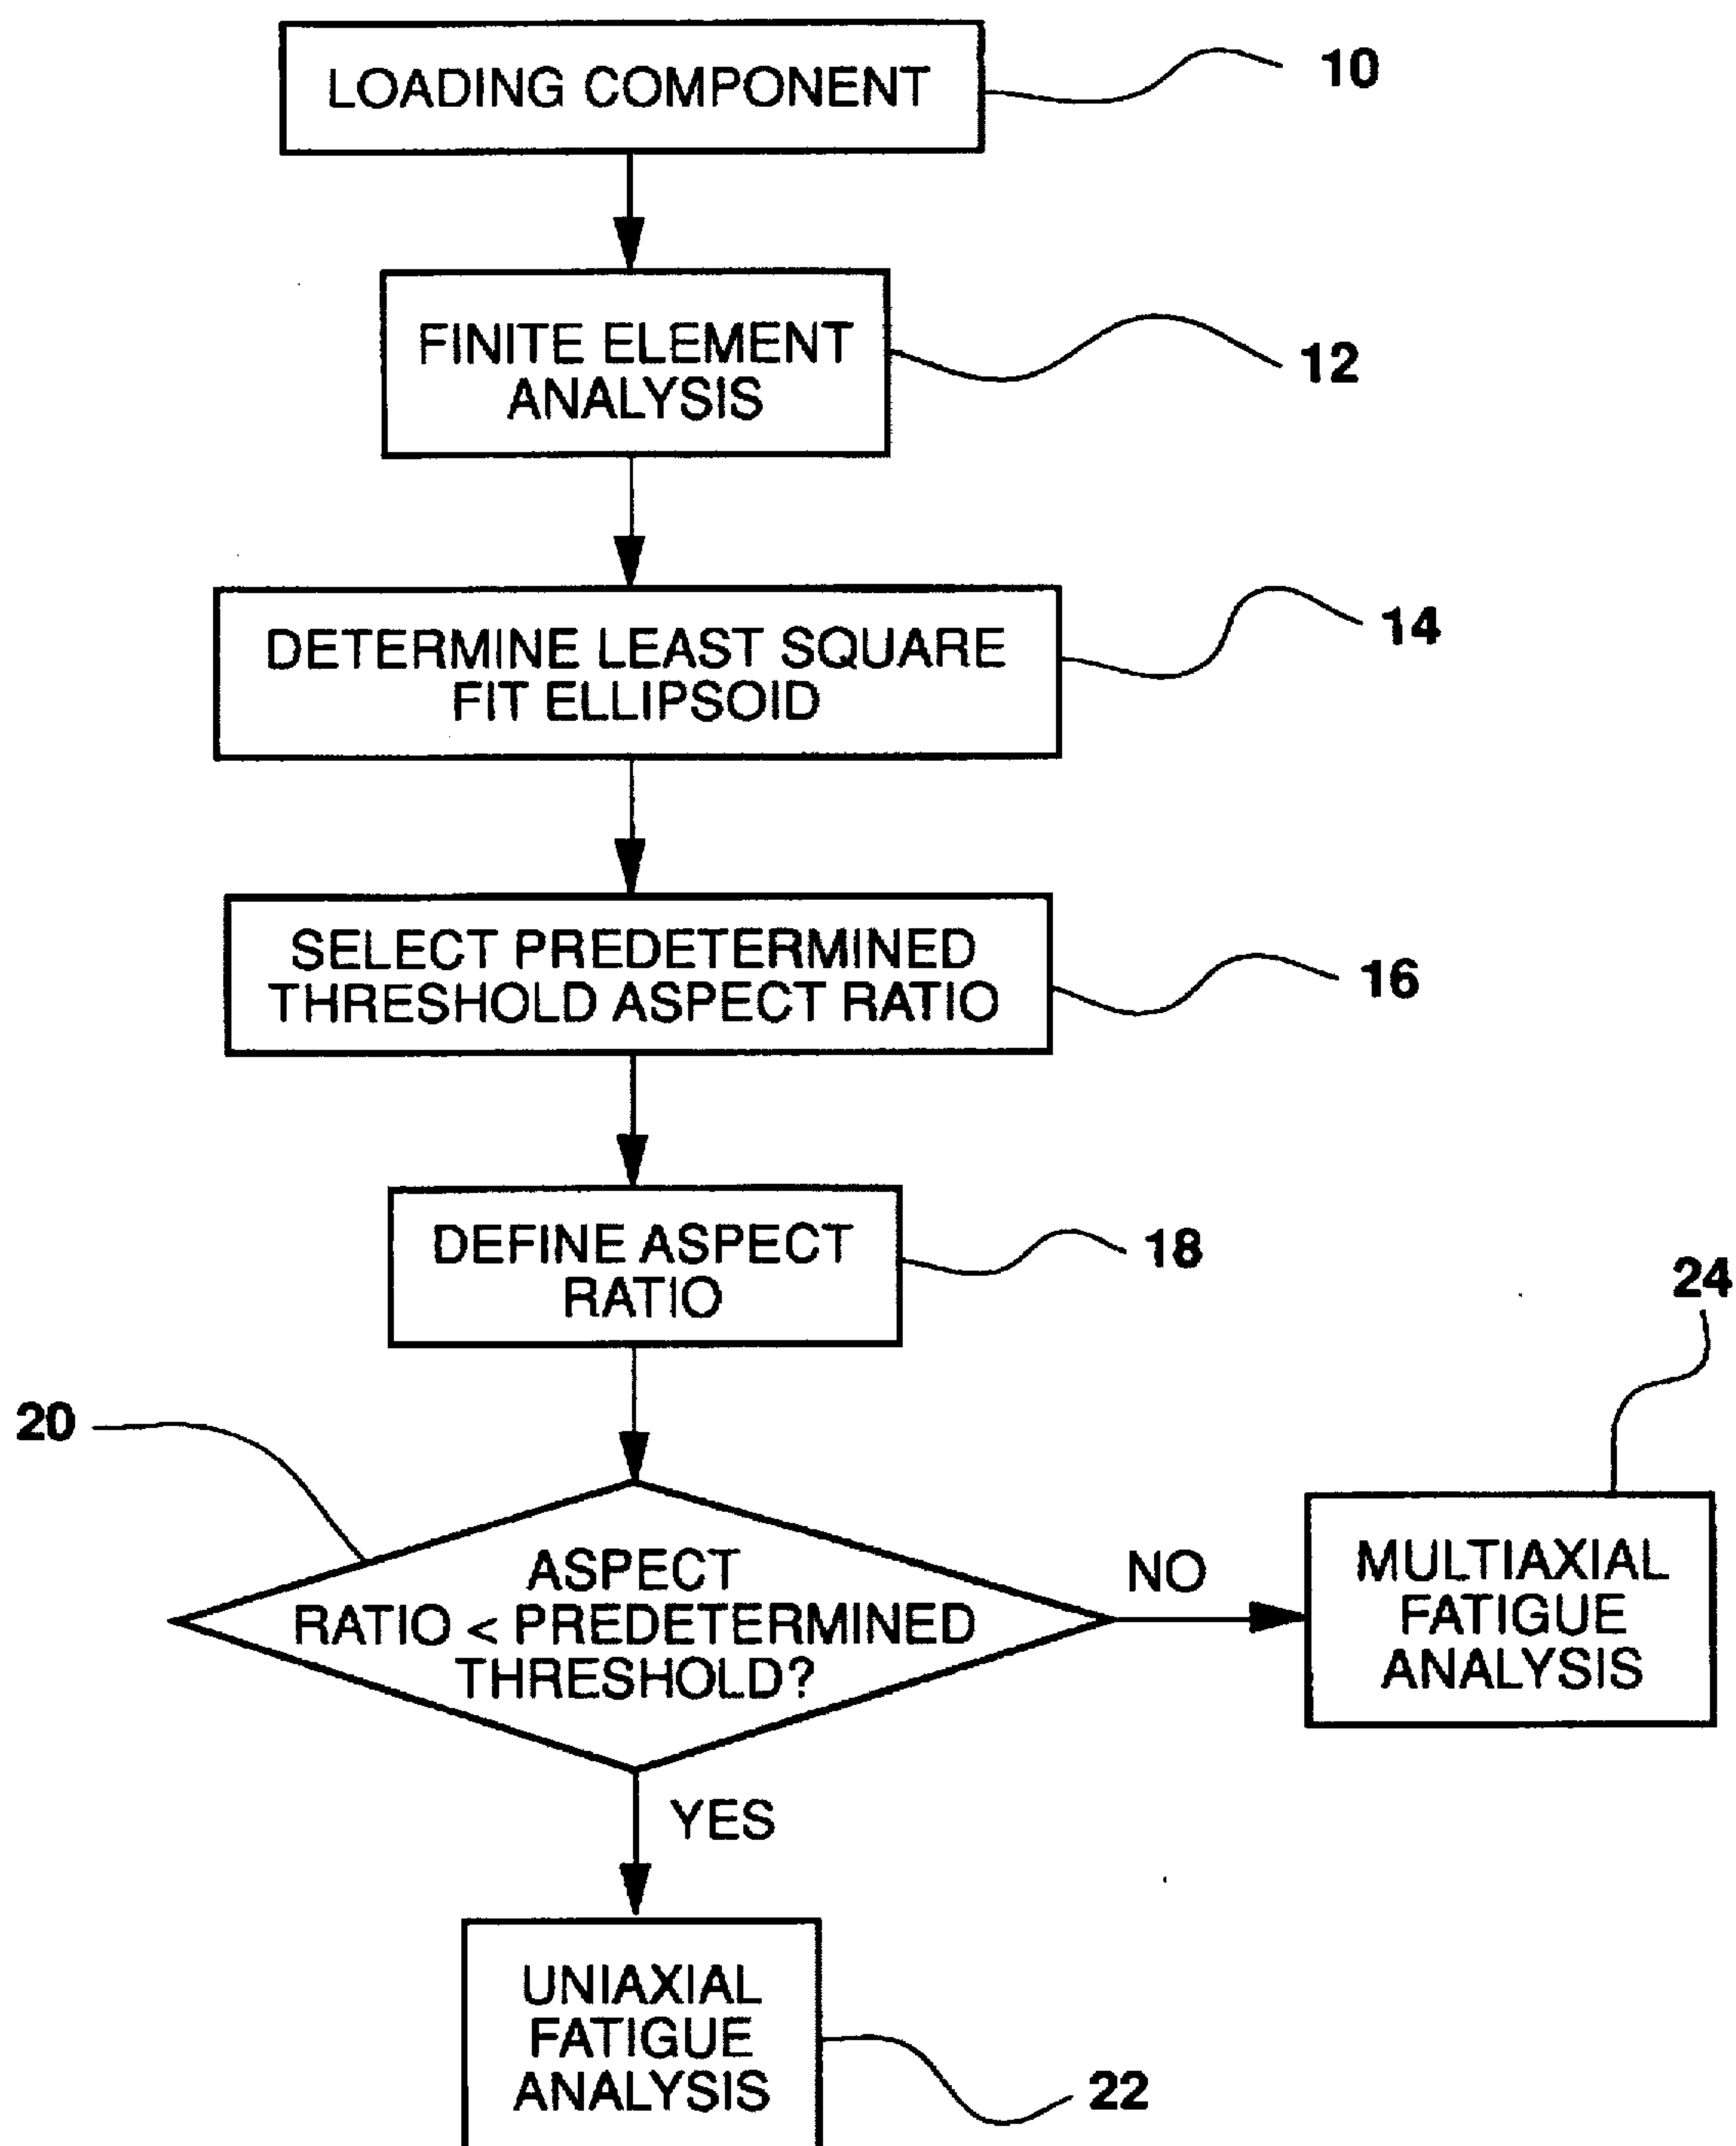 LOADING COMPONENT
10
FINITE ELEMENT
ANALYSIS
12
DETERMINE LEAST SQUARE
FIT ELLIPSOID
14
SELECT PREDETERMINED
THRESHOLD ASPECT RATIO
16
DEFINE ASPECT
RATIO
18
20
ASPECT
RATIO < PREDETERMINED
THRESHOLD?
NO
24
MULTIAXIAL
FATIGUE
ANALYSIS
YES
UNIAXIAL
FATIGUE
ANALYSIS
22